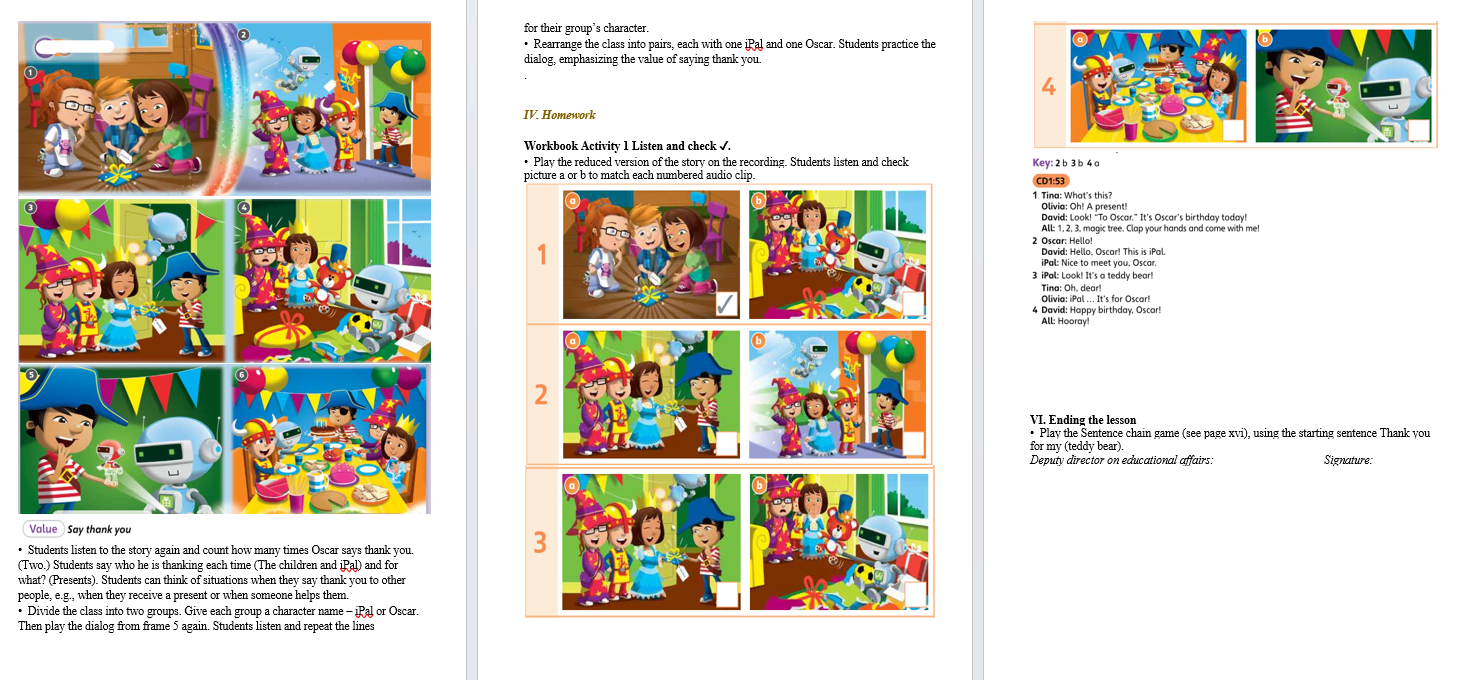 1
2
3
4
5
6
Value Say thank you
• Students listen to the story again and count how many times Oscar says thank you.
(Two.) Students say who he is thanking each time (The children and iPal) and for
what? (Presents). Students can think of situations when they say thank you to other
people, e.g., when they receive a present or when someone helps them.
• Divide the class into two groups. Give each group a character name – iPal or Oscar.
Then play the dialog from frame 5 again. Students listen and repeat the lines
for their group's character.
• Rearrange the class into pairs, each with one iPal and one Oscar. Students practice the
dialog, emphasizing the value of saying thank you.
.
IV. Homework
Workbook Activity 1 Listen and check ✓.
• Play the reduced version of the story on the recording. Students listen and check
picture a or b to match each numbered audio clip.
1 a b
2 a b
3 a b
4 a b
Key: 2 b 3 b 4 a
CD1:53
1 Tina: What's this?
Olivia: Oh! A present!
David: Look! "To Oscar." It's Oscar's birthday today!
All: 1, 2, 3, magic tree. Clap your hands and come with me!
2 Oscar: Hello!
David: Hello, Oscar! This is iPal.
iPal: Nice to meet you, Oscar.
3 iPal: Look! It's a teddy bear!
Tina: Oh, dear!
Olivia: iPal ... It's for Oscar!
4 David: Happy birthday, Oscar!
All: Hooray!
VI. Ending the lesson
• Play the Sentence chain game (see page xvi), using the starting sentence Thank you
for my (teddy bear).
Deputy director on educational affairs: Signature: